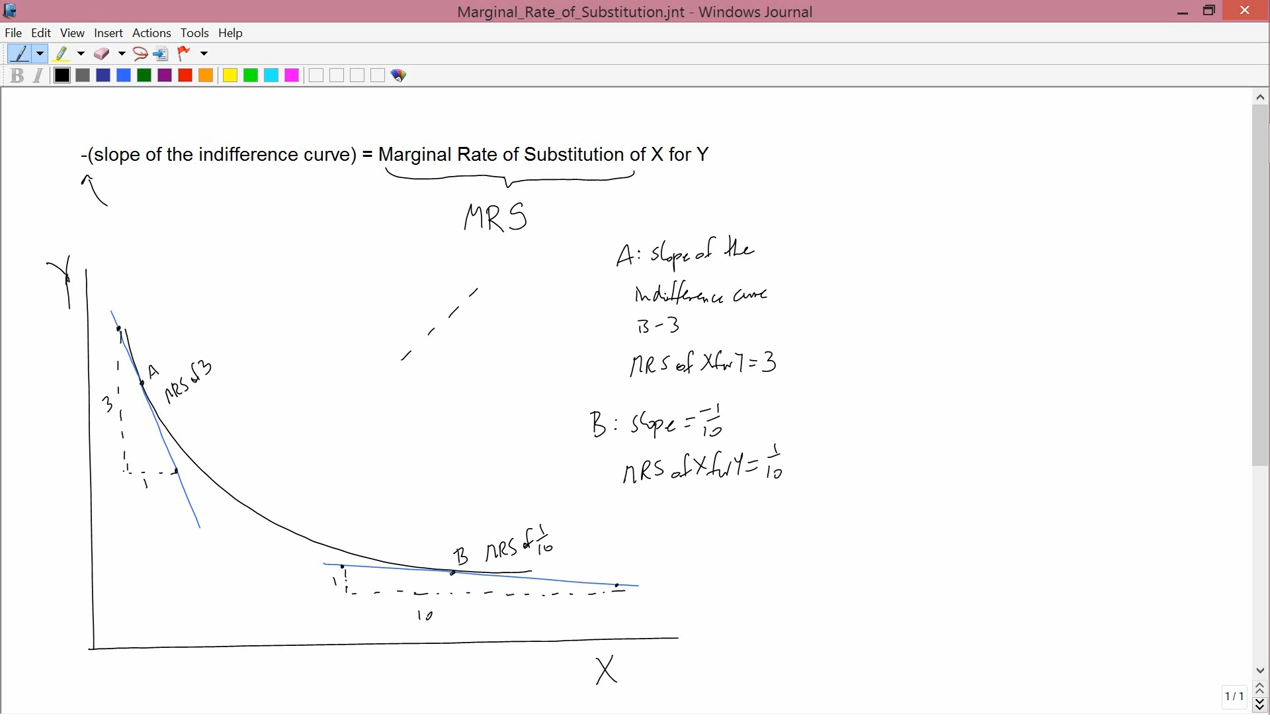 Marginal_Rate_of_Substitution.jnt - Windows Journal
File Edit View Insert Actions Tools Help
B I
-(slope of the indifference curve) = Marginal Rate of Substitution of X for Y
MRS
A: slope of the
indifference curve
is -3
MRS of X for Y = 3
B: slope = -1/10
MRS of X for Y = 1/10
Y
A
MRS of 3
3
1
B MRS of 1/10
1
10
X
1 / 1